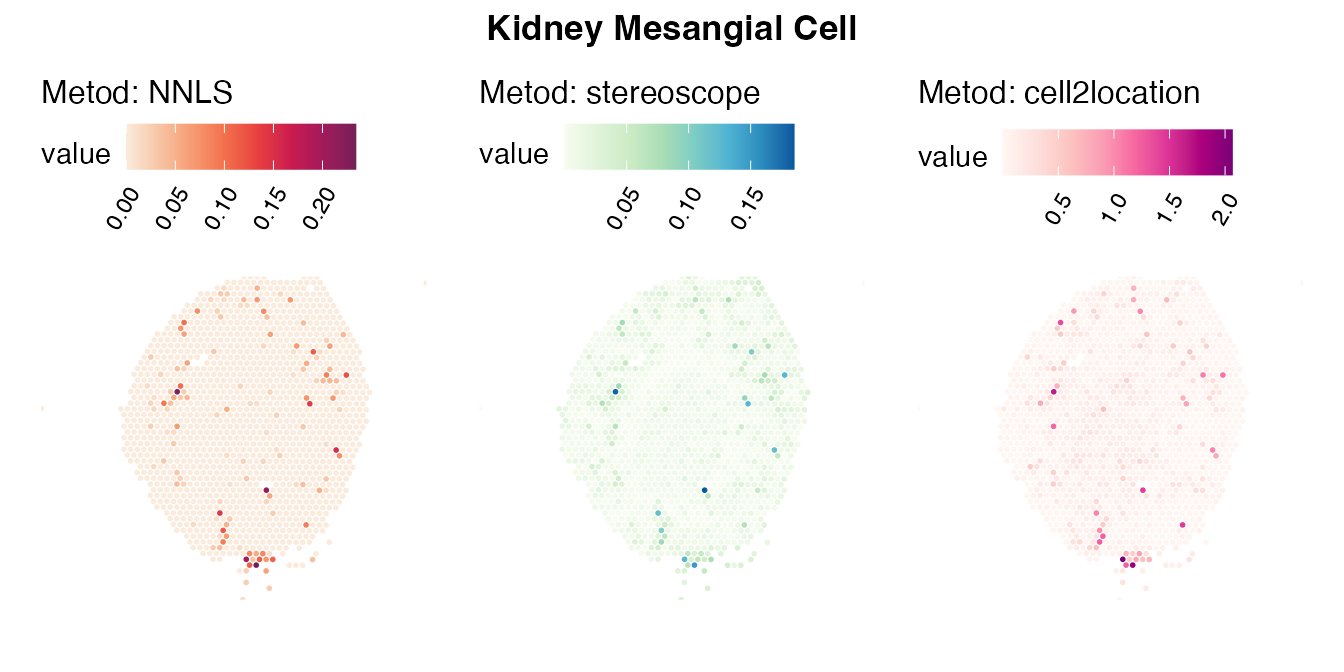 Kidney Mesangial Cell
Metod: NNLS
value
0.00 0.05 0.10 0.15 0.20
Metod: stereoscope
value
0.05 0.10 0.15
Metod: cell2location
value
0.5 1.0 1.5 2.0